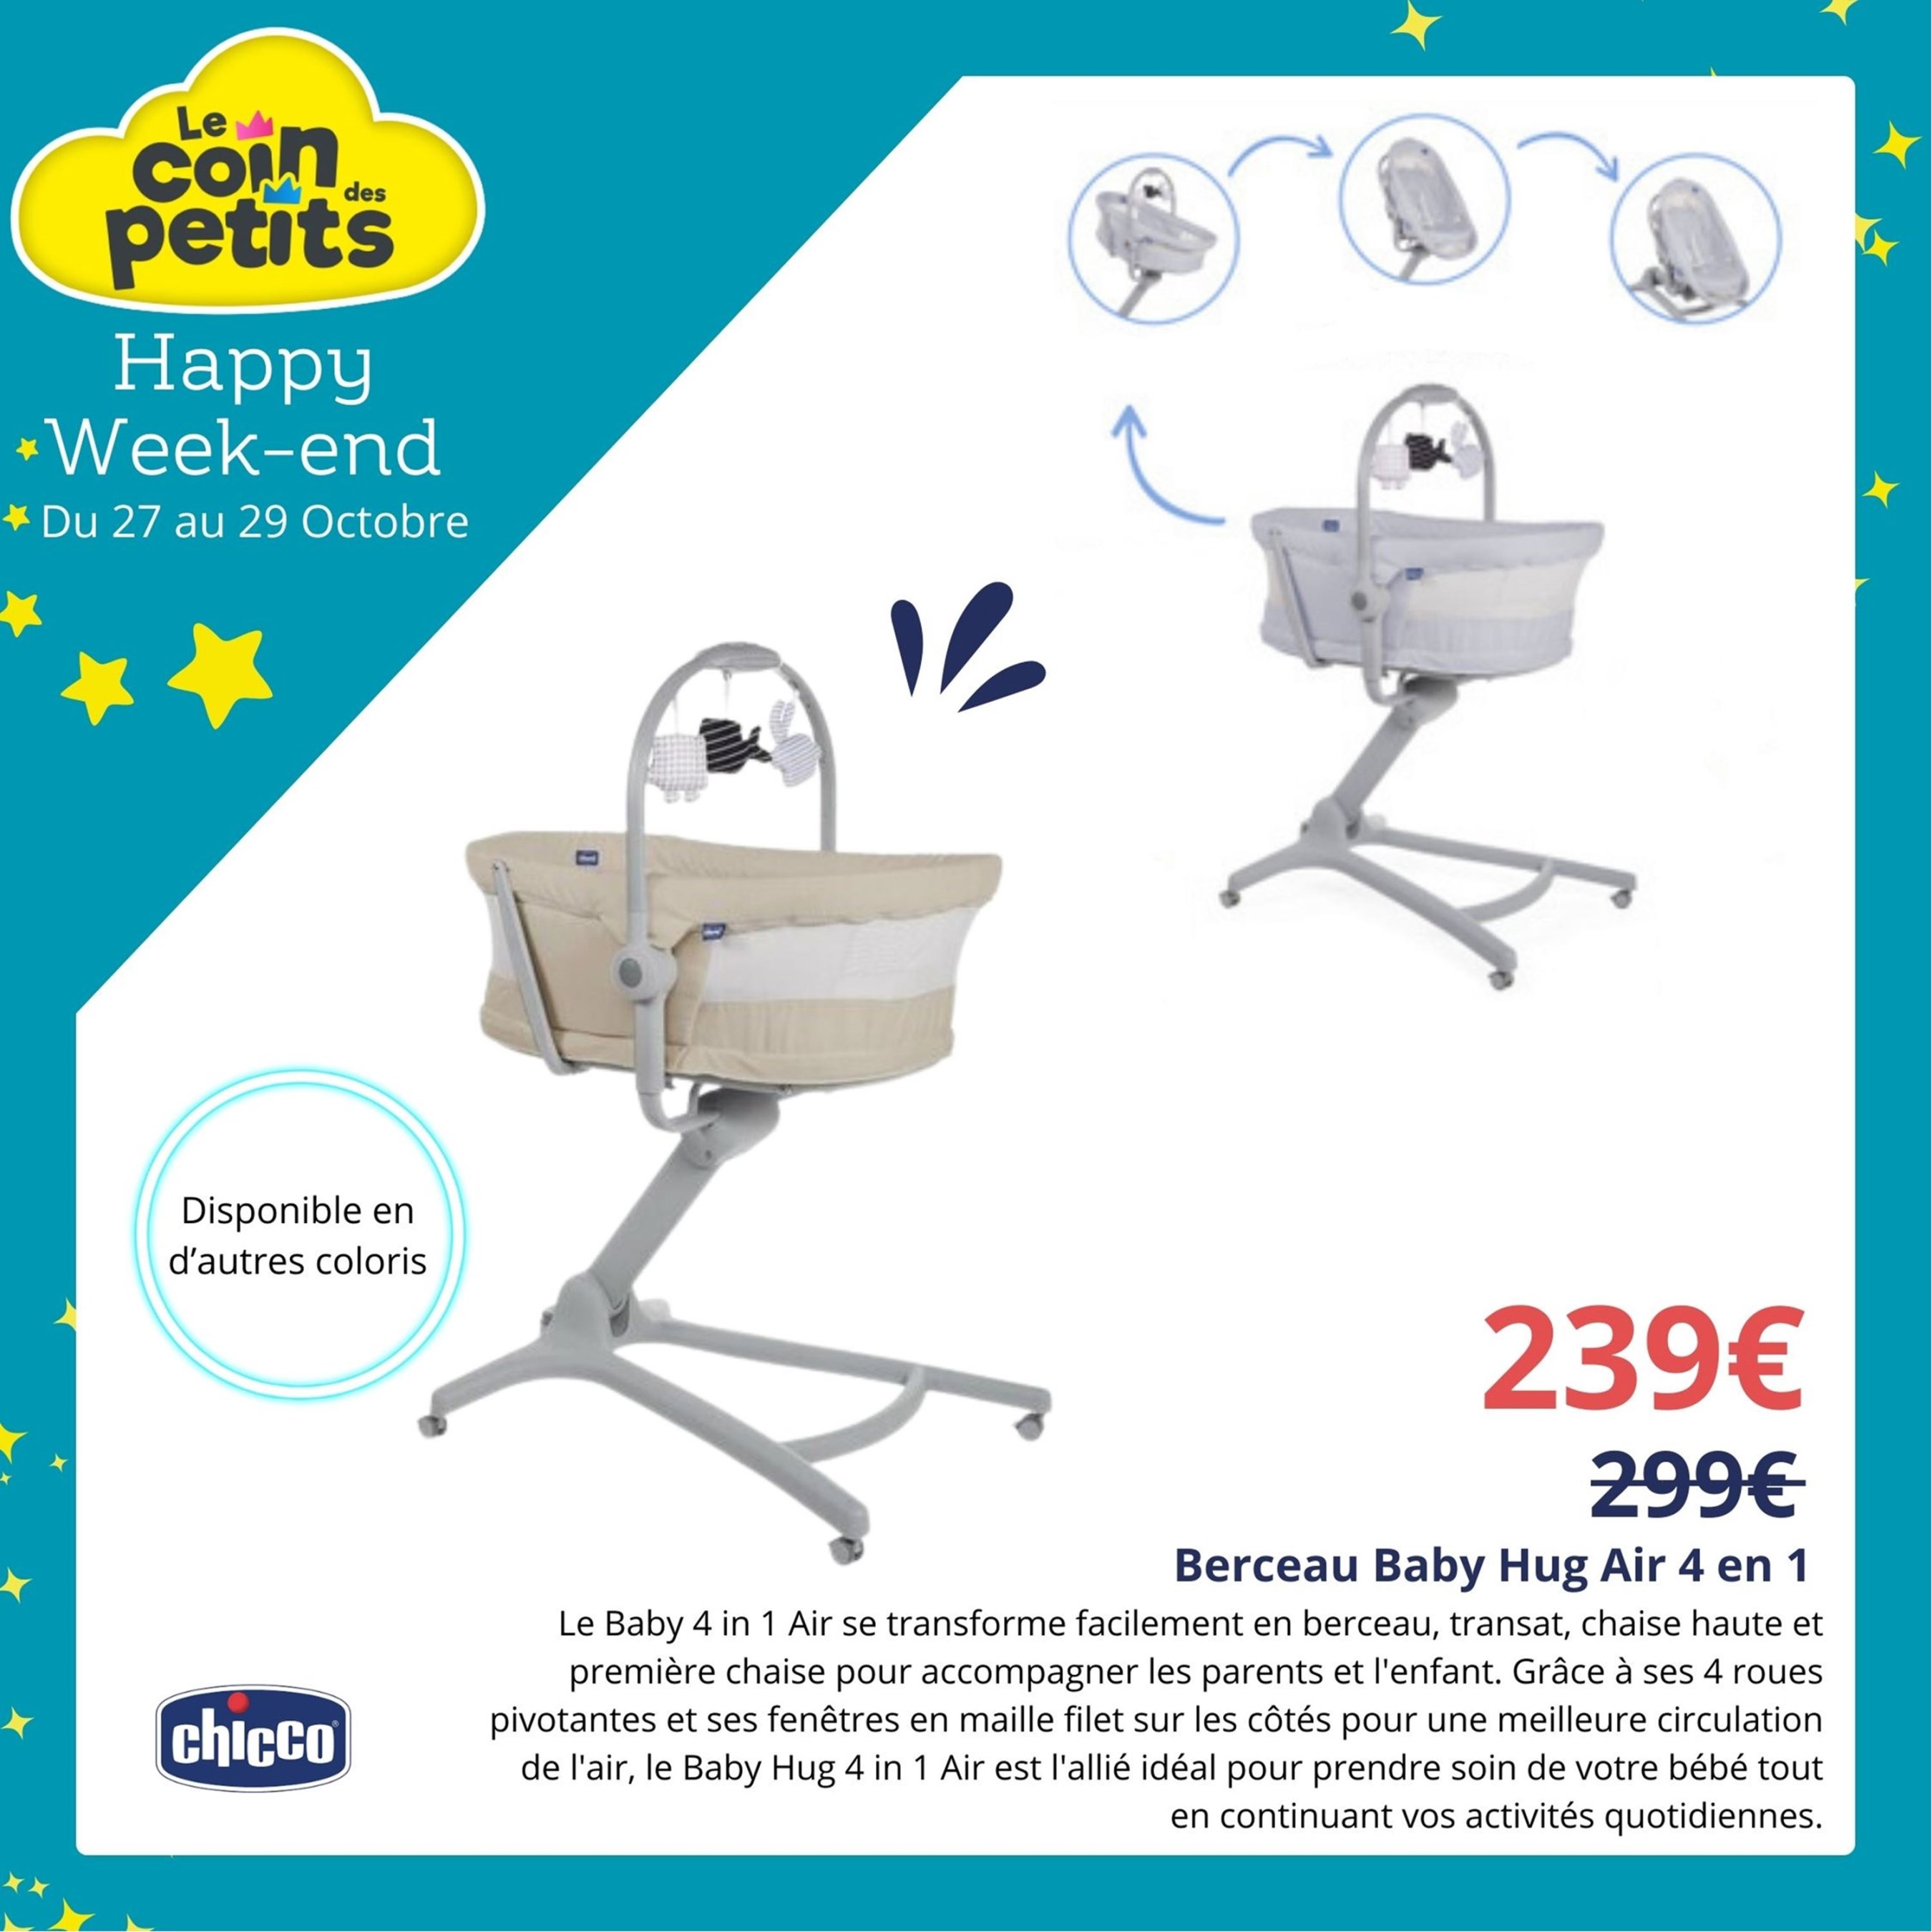 Le
coin des
petits
Happy
Week-end
Du 27 au 29 Octobre
Disponible en
d’autres coloris
239€
299€
Berceau Baby Hug Air 4 en 1
Le Baby 4 in 1 Air se transforme facilement en berceau, transat, chaise haute et
première chaise pour accompagner les parents et l'enfant. Grâce à ses 4 roues
pivotantes et ses fenêtres en maille filet sur les côtés pour une meilleure circulation
de l'air, le Baby Hug 4 in 1 Air est l'allié idéal pour prendre soin de votre bébé tout
en continuant vos activités quotidiennes.
chicco®